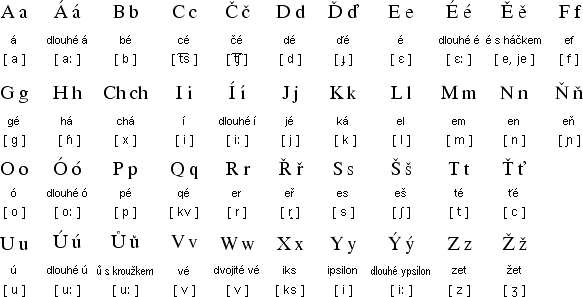 A a Á á B b C c Č č D d Ď ď E e É é Ě ě F f
á dlouhé á bé cé čé dé ďé é dlouhé é é s háčkem ef
[ a ] [ aː ] [ b ] [ t͡s ] [ t͡ʃ ] [ d ] [ ɟ ] [ ɛ ] [ ɛː ] [ e, je ] [ f ]
G g H h Ch ch I i Í í J j K k L l M m N n Ň ň
gé há chá í dlouhé í jé ká el em en eň
[ g ] [ ɦ ] [ x ] [ i ] [ iː ] [ j ] [ k ] [ l ] [ m ] [ n ] [ ɲ ]
O o Ó ó P p Q q R r Ř ř S s Š š T t Ť ť
ó dlouhé ó pé qé er eř es eš té ťé
[ o ] [ oː ] [ p ] [ kv ] [ r ] [ r̝ ] [ s ] [ ʃ ] [ t ] [ c ]
U u Ú ú Ů ů V v W w X x Y y Ý ý Z z Ž ž
ú dlouhé ú ů s kroužkem vé dvojité vé iks ipsilon dlouhé ypsilon zet žet
[ u ] [ uː ] [ uː ] [ v ] [ v ] [ ks ] [ i ] [ iː ] [ z ] [ ʒ ]